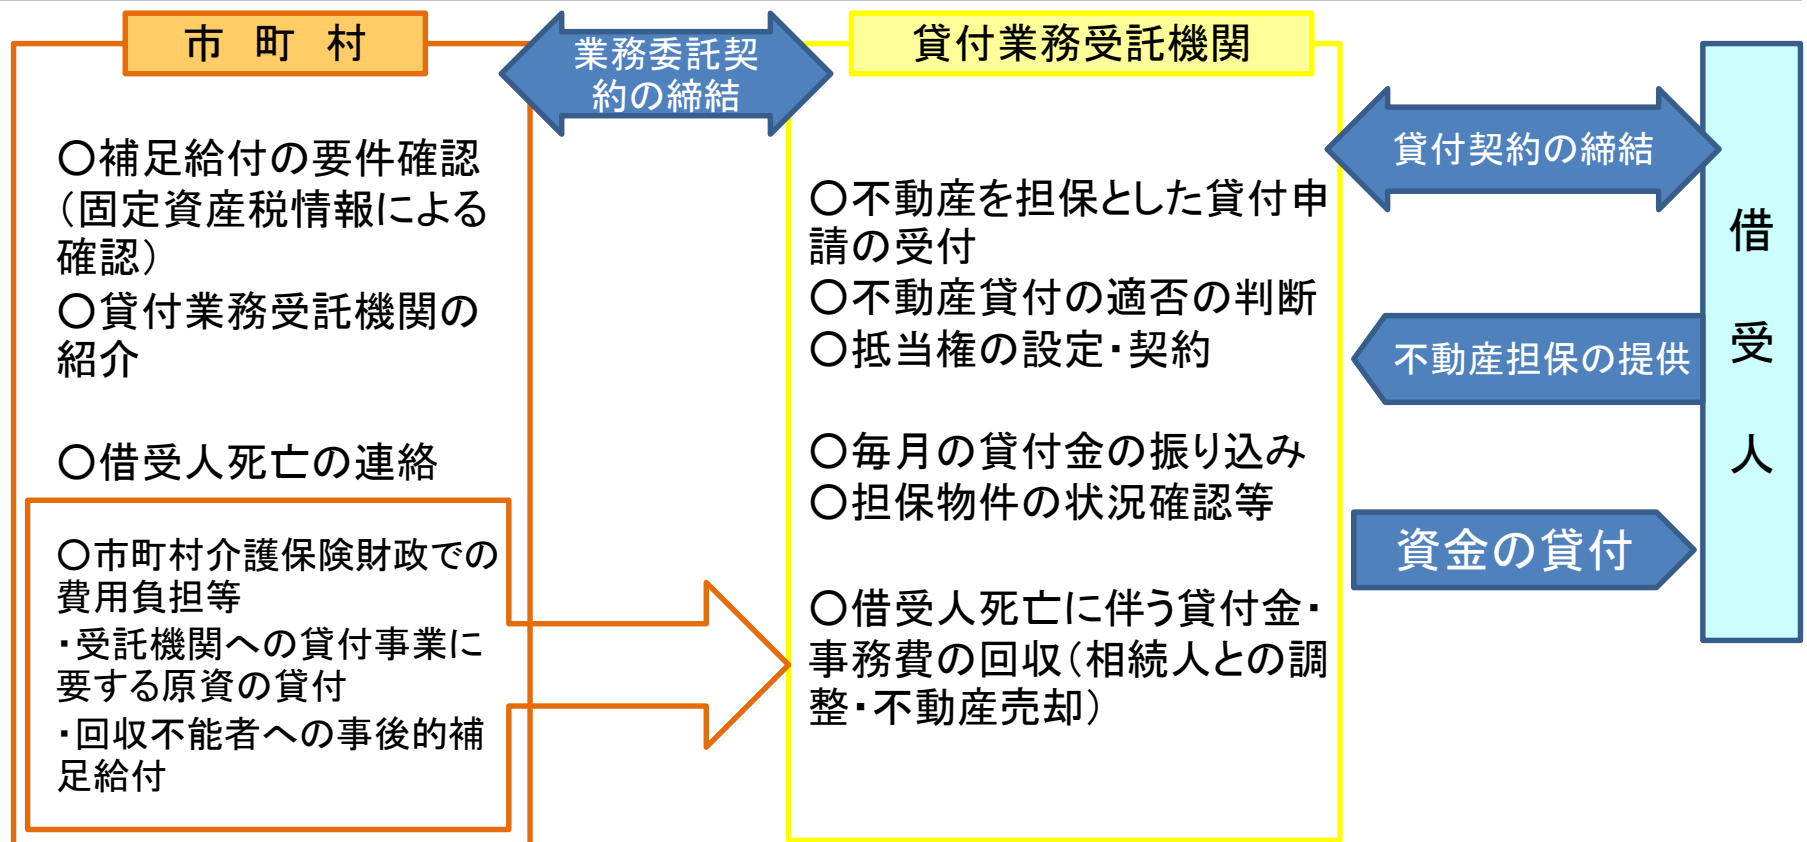 市 町 村
業務委託契
約の締結
貸付業務受託機関
〇補足給付の要件確認
（固定資産税情報による
確認）
〇貸付業務受託機関の
紹介
〇借受人死亡の連絡
〇市町村介護保険財政での
費用負担等
・受託機関への貸付事業に
要する原資の貸付
・回収不能者への事後的補
足給付
〇不動産を担保とした貸付申
請の受付
〇不動産貸付の適否の判断
〇抵当権の設定・契約
〇毎月の貸付金の振り込み
〇担保物件の状況確認等
〇借受人死亡に伴う貸付金・
事務費の回収（相続人との調
整・不動産売却）
貸付契約の締結
不動産担保の提供
資金の貸付
借受人